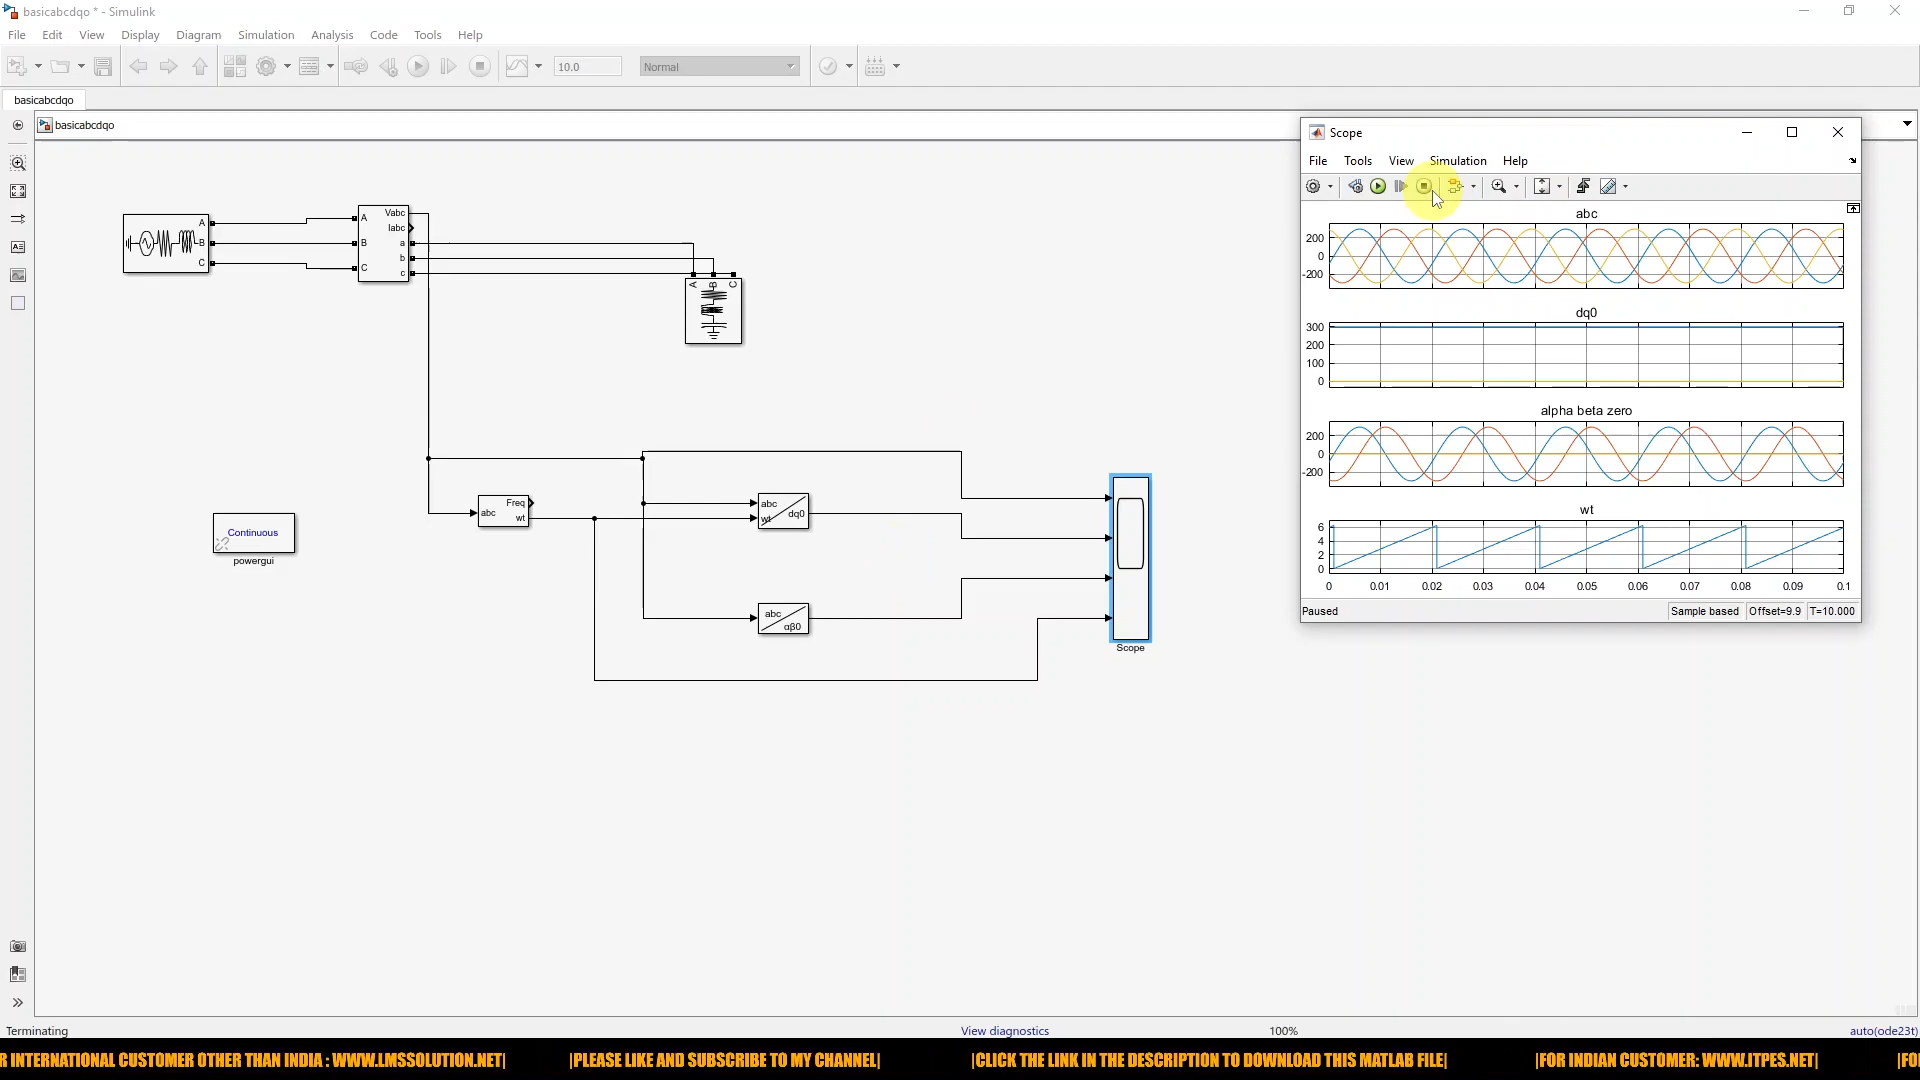 basicabcdqo * - Simulink
File Edit View Display Diagram Simulation Analysis Code Tools Help
10.0 Normal
basicabcdqo
basicabcdqo
A
B
C
A
B
C
Vabc
Iabc
a
b
c
A B C
Continuous
powergui
abc
Freq
wt
abc
wt
dq0
abc
αβ0
Scope
Scope
File Tools View Simulation Help
abc
200
0
-200
dq0
300
200
100
0
alpha beta zero
200
0
-200
wt
6
4
2
0
0 0.01 0.02 0.03 0.04 0.05 0.06 0.07 0.08 0.09 0.1
Paused Sample based Offset=9.9 T=10.000
Terminating View diagnostics 100% auto(ode23t)
R INTERNATIONAL CUSTOMER OTHER THAN INDIA : WWW.LMSSOLUTION.NET| |PLEASE LIKE AND SUBSCRIBE TO MY CHANNEL| |CLICK THE LINK IN THE DESCRIPTION TO DOWNLOAD THIS MATLAB FILE| |FOR INDIAN CUSTOMER: WWW.ITPES.NET| |FO